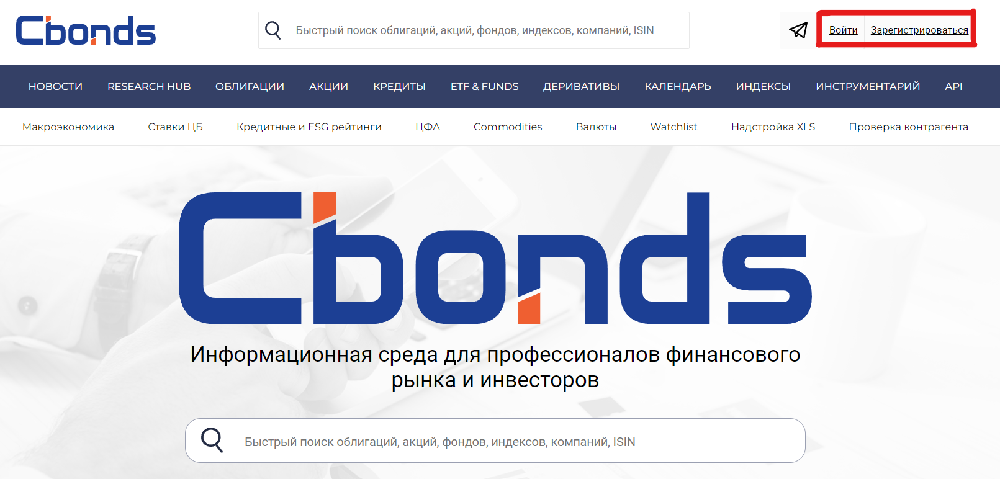 Cbonds
Быстрый поиск облигаций, акций, фондов, индексов, компаний, ISIN
Войти Зарегистрироваться
НОВОСТИ RESEARCH HUB ОБЛИГАЦИИ АКЦИИ КРЕДИТЫ ETF & FUNDS ДЕРИВАТИВЫ КАЛЕНДАРЬ ИНДЕКСЫ ИНСТРУМЕНТАРИЙ API
Макроэкономика Ставки ЦБ Кредитные и ESG рейтинги ЦФА Commodities Валюты Watchlist Надстройка XLS Проверка контрагента
Cbonds
Информационная среда для профессионалов финансового
рынка и инвесторов
Быстрый поиск облигаций, акций, фондов, индексов, компаний, ISIN